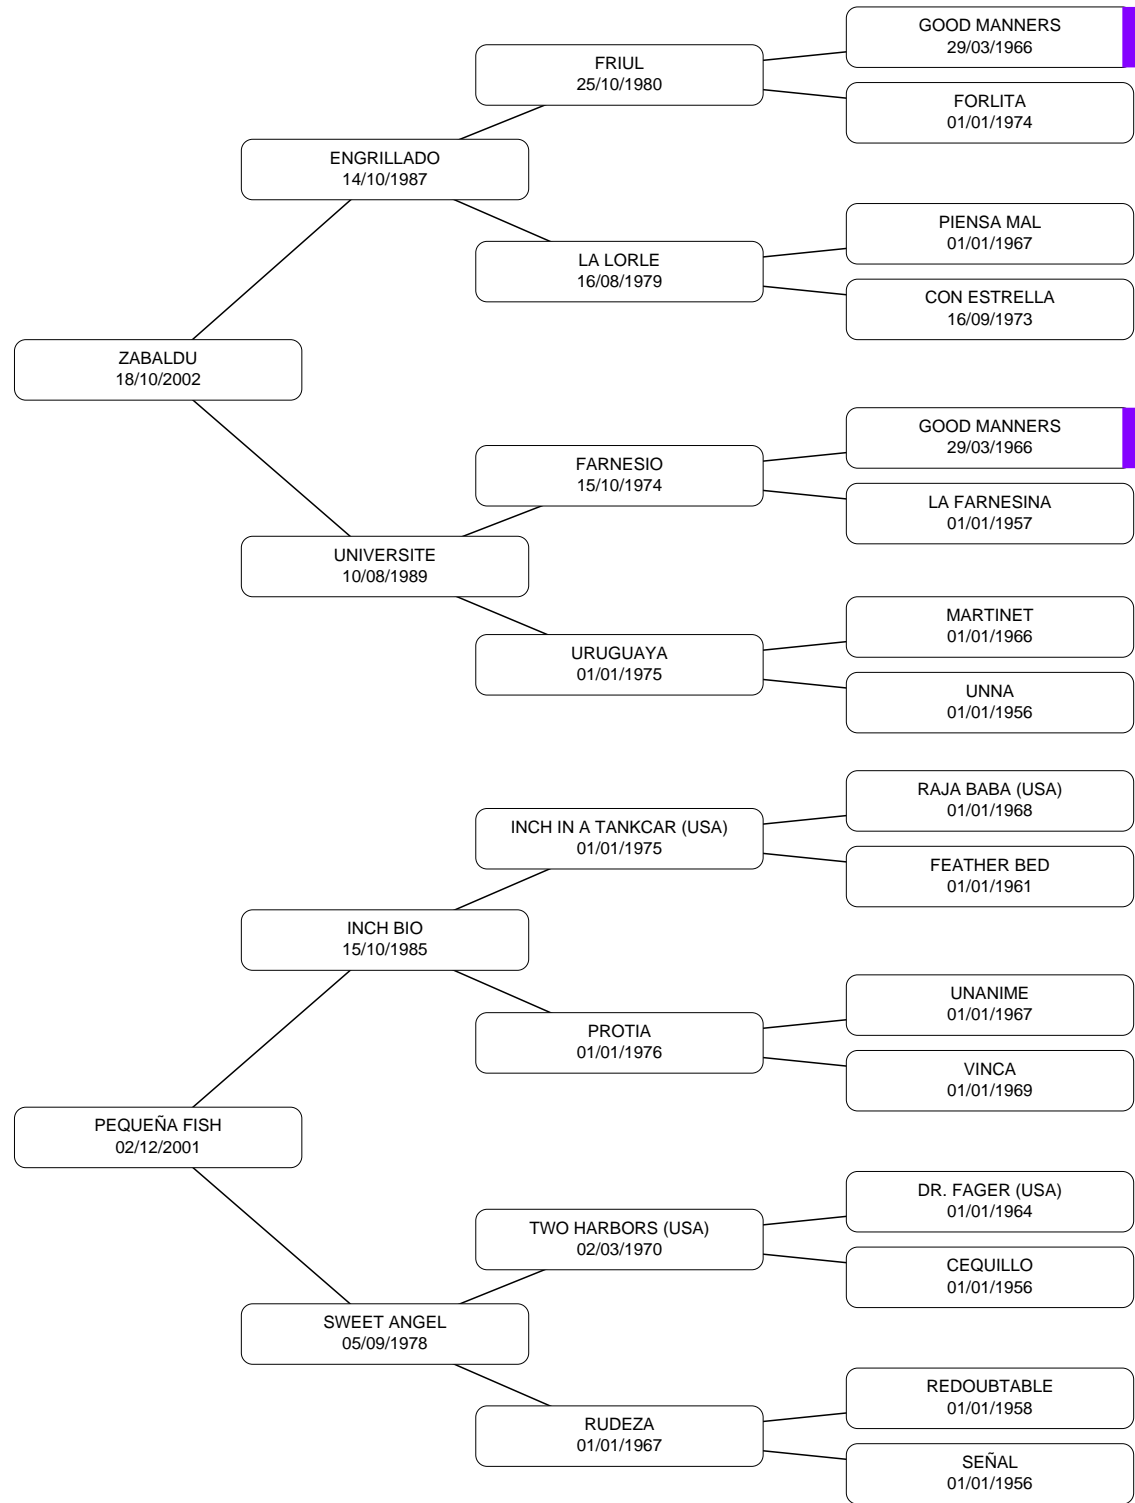 GOOD MANNERS
29/03/1966
FRIUL
25/10/1980
FORLITA
01/01/1974
ENGRILLADO
14/10/1987
PIENSA MAL
01/01/1967
LA LORLE
16/08/1979
CON ESTRELLA
16/09/1973
ZABALDU
18/10/2002
GOOD MANNERS
29/03/1966
FARNESIO
15/10/1974
LA FARNESINA
01/01/1957
UNIVERSITE
10/08/1989
MARTINET
01/01/1966
URUGUAYA
01/01/1975
UNNA
01/01/1956
RAJA BABA (USA)
01/01/1968
INCH IN A TANKCAR (USA)
01/01/1975
FEATHER BED
01/01/1961
INCH BIO
15/10/1985
UNANIME
01/01/1967
PROTIA
01/01/1976
VINCA
01/01/1969
PEQUEÑA FISH
02/12/2001
DR. FAGER (USA)
01/01/1964
TWO HARBORS (USA)
02/03/1970
CEQUILLO
01/01/1956
SWEET ANGEL
05/09/1978
REDOUBTABLE
01/01/1958
RUDEZA
01/01/1967
SEÑAL
01/01/1956